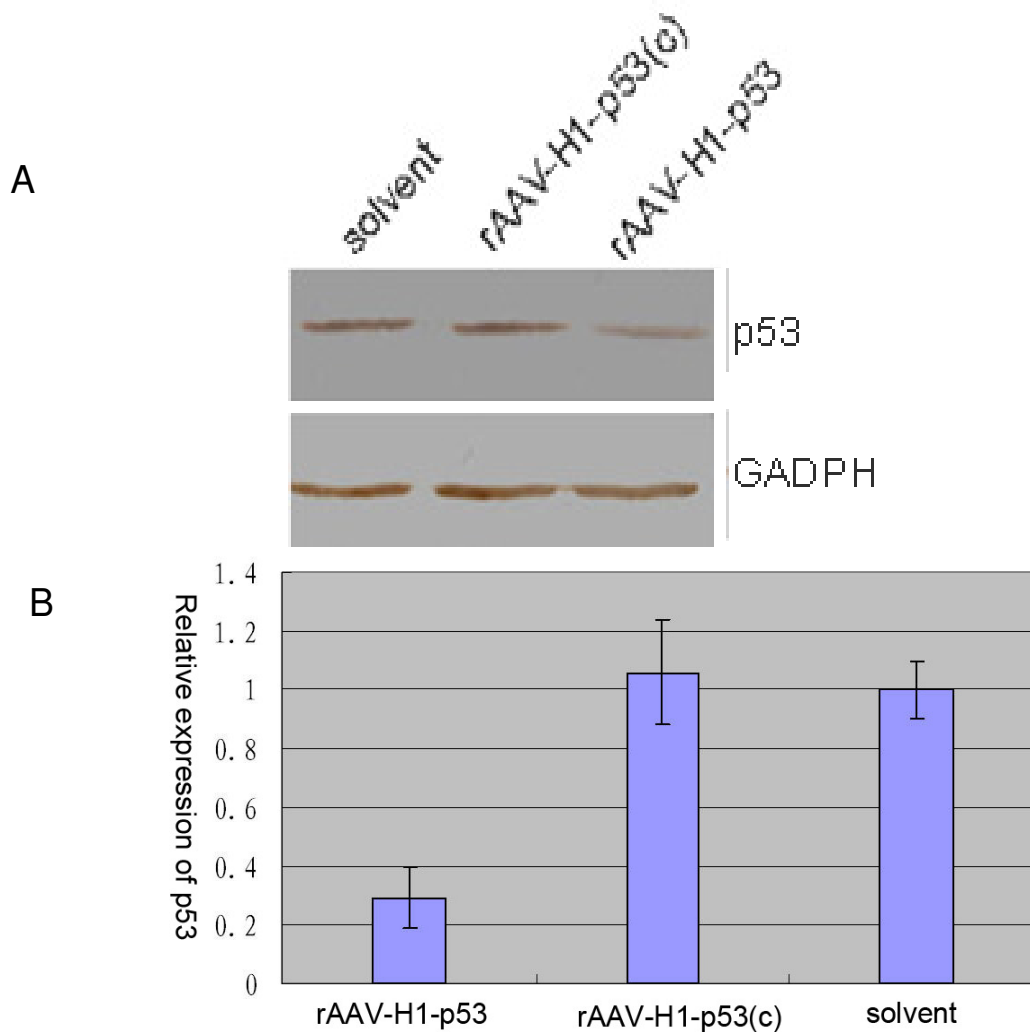 A
solvent
rAAV-H1-p53(c)
rAAV-H1-p53
p53
GADPH
B
Relative expression of p53
1.4
1.2
1
0.8
0.6
0.4
0.2
0
rAAV-H1-p53
rAAV-H1-p53(c)
solvent